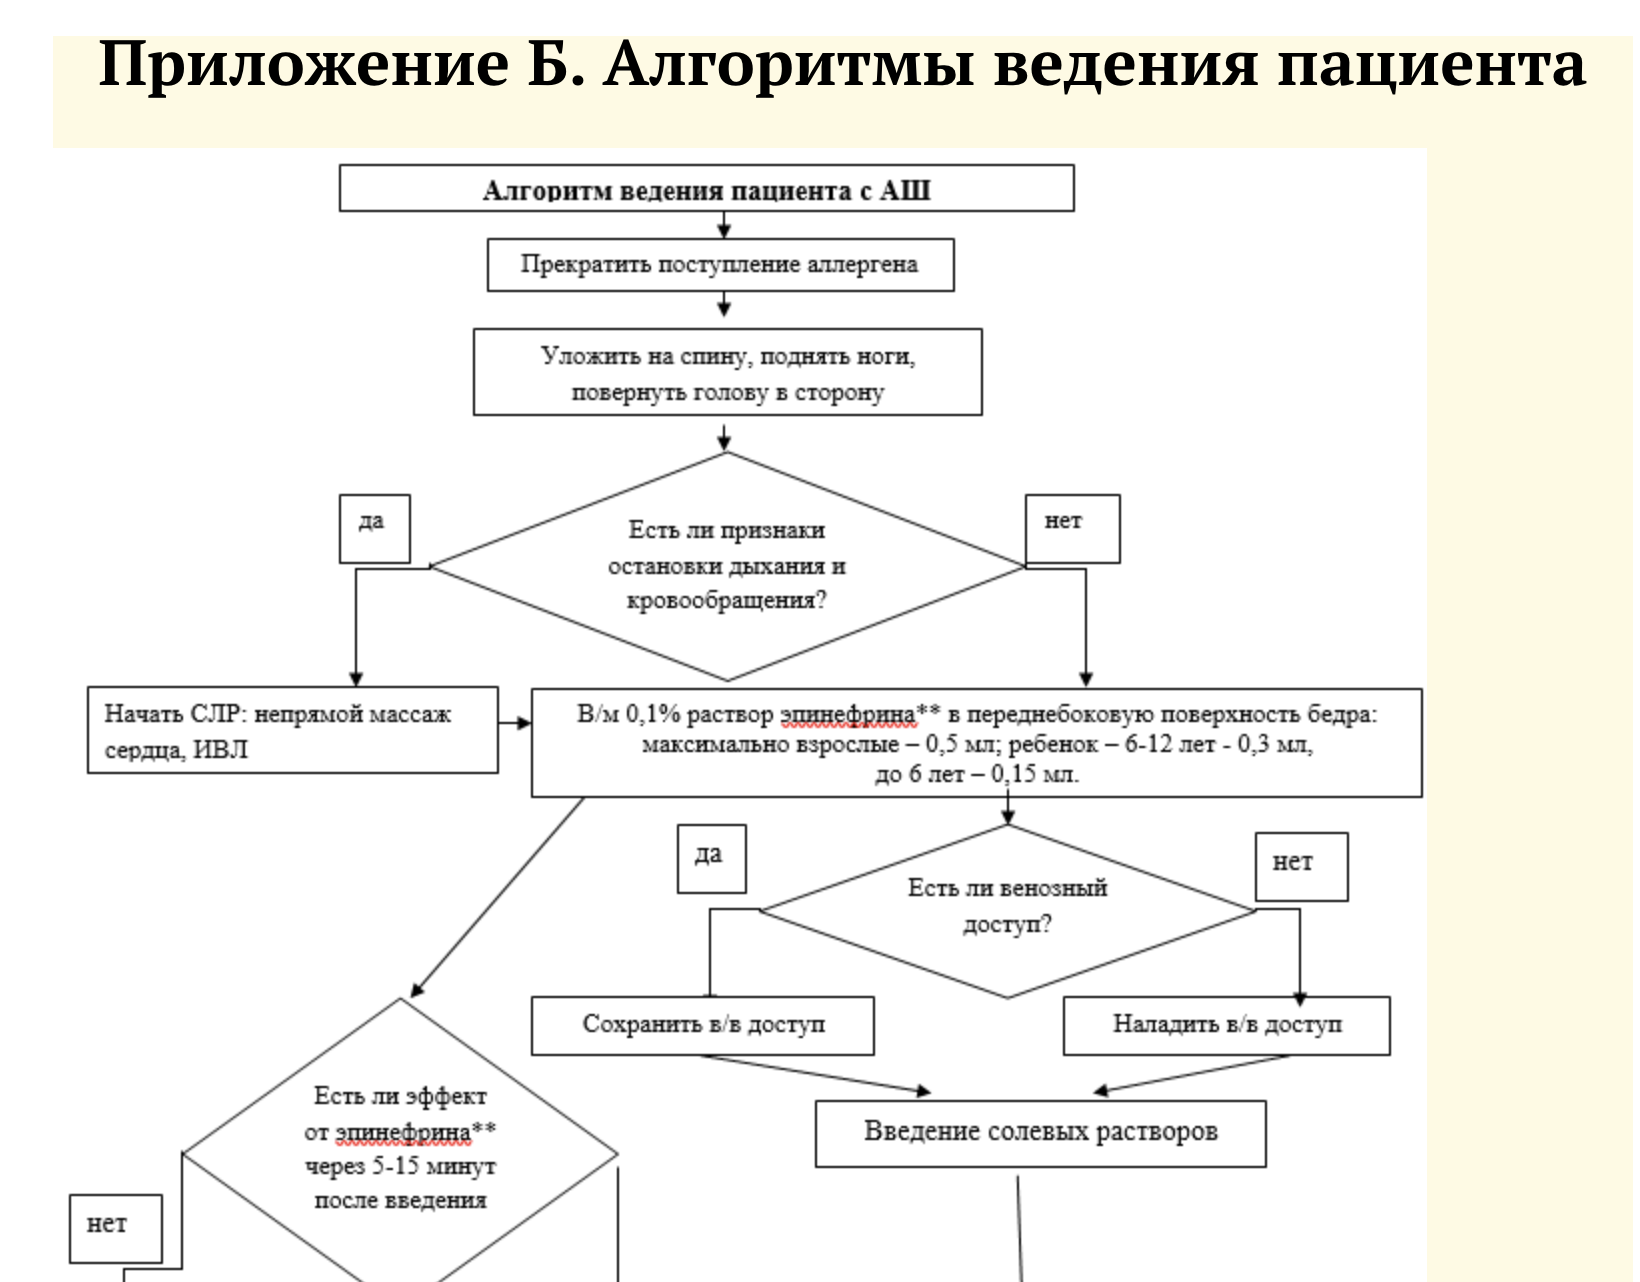 Приложение Б. Алгоритмы ведения пациента
Алгоритм ведения пациента с АШ
Прекратить поступление аллергена
Уложить на спину, поднять ноги,
повернуть голову в сторону
да
нет
Есть ли признаки
остановки дыхания и
кровообращения?
Начать СЛР: непрямой массаж
сердца, ИВЛ
В/м 0,1% раствор эпинефрина** в переднебоковую поверхность бедра:
максимально взрослые – 0,5 мл; ребенок – 6-12 лет - 0,3 мл,
до 6 лет – 0,15 мл.
да
нет
Есть ли венозный
доступ?
Сохранить в/в доступ
Наладить в/в доступ
Есть ли эффект
от эпинефрина**
через 5-15 минут
после введения
Введение солевых растворов
нет